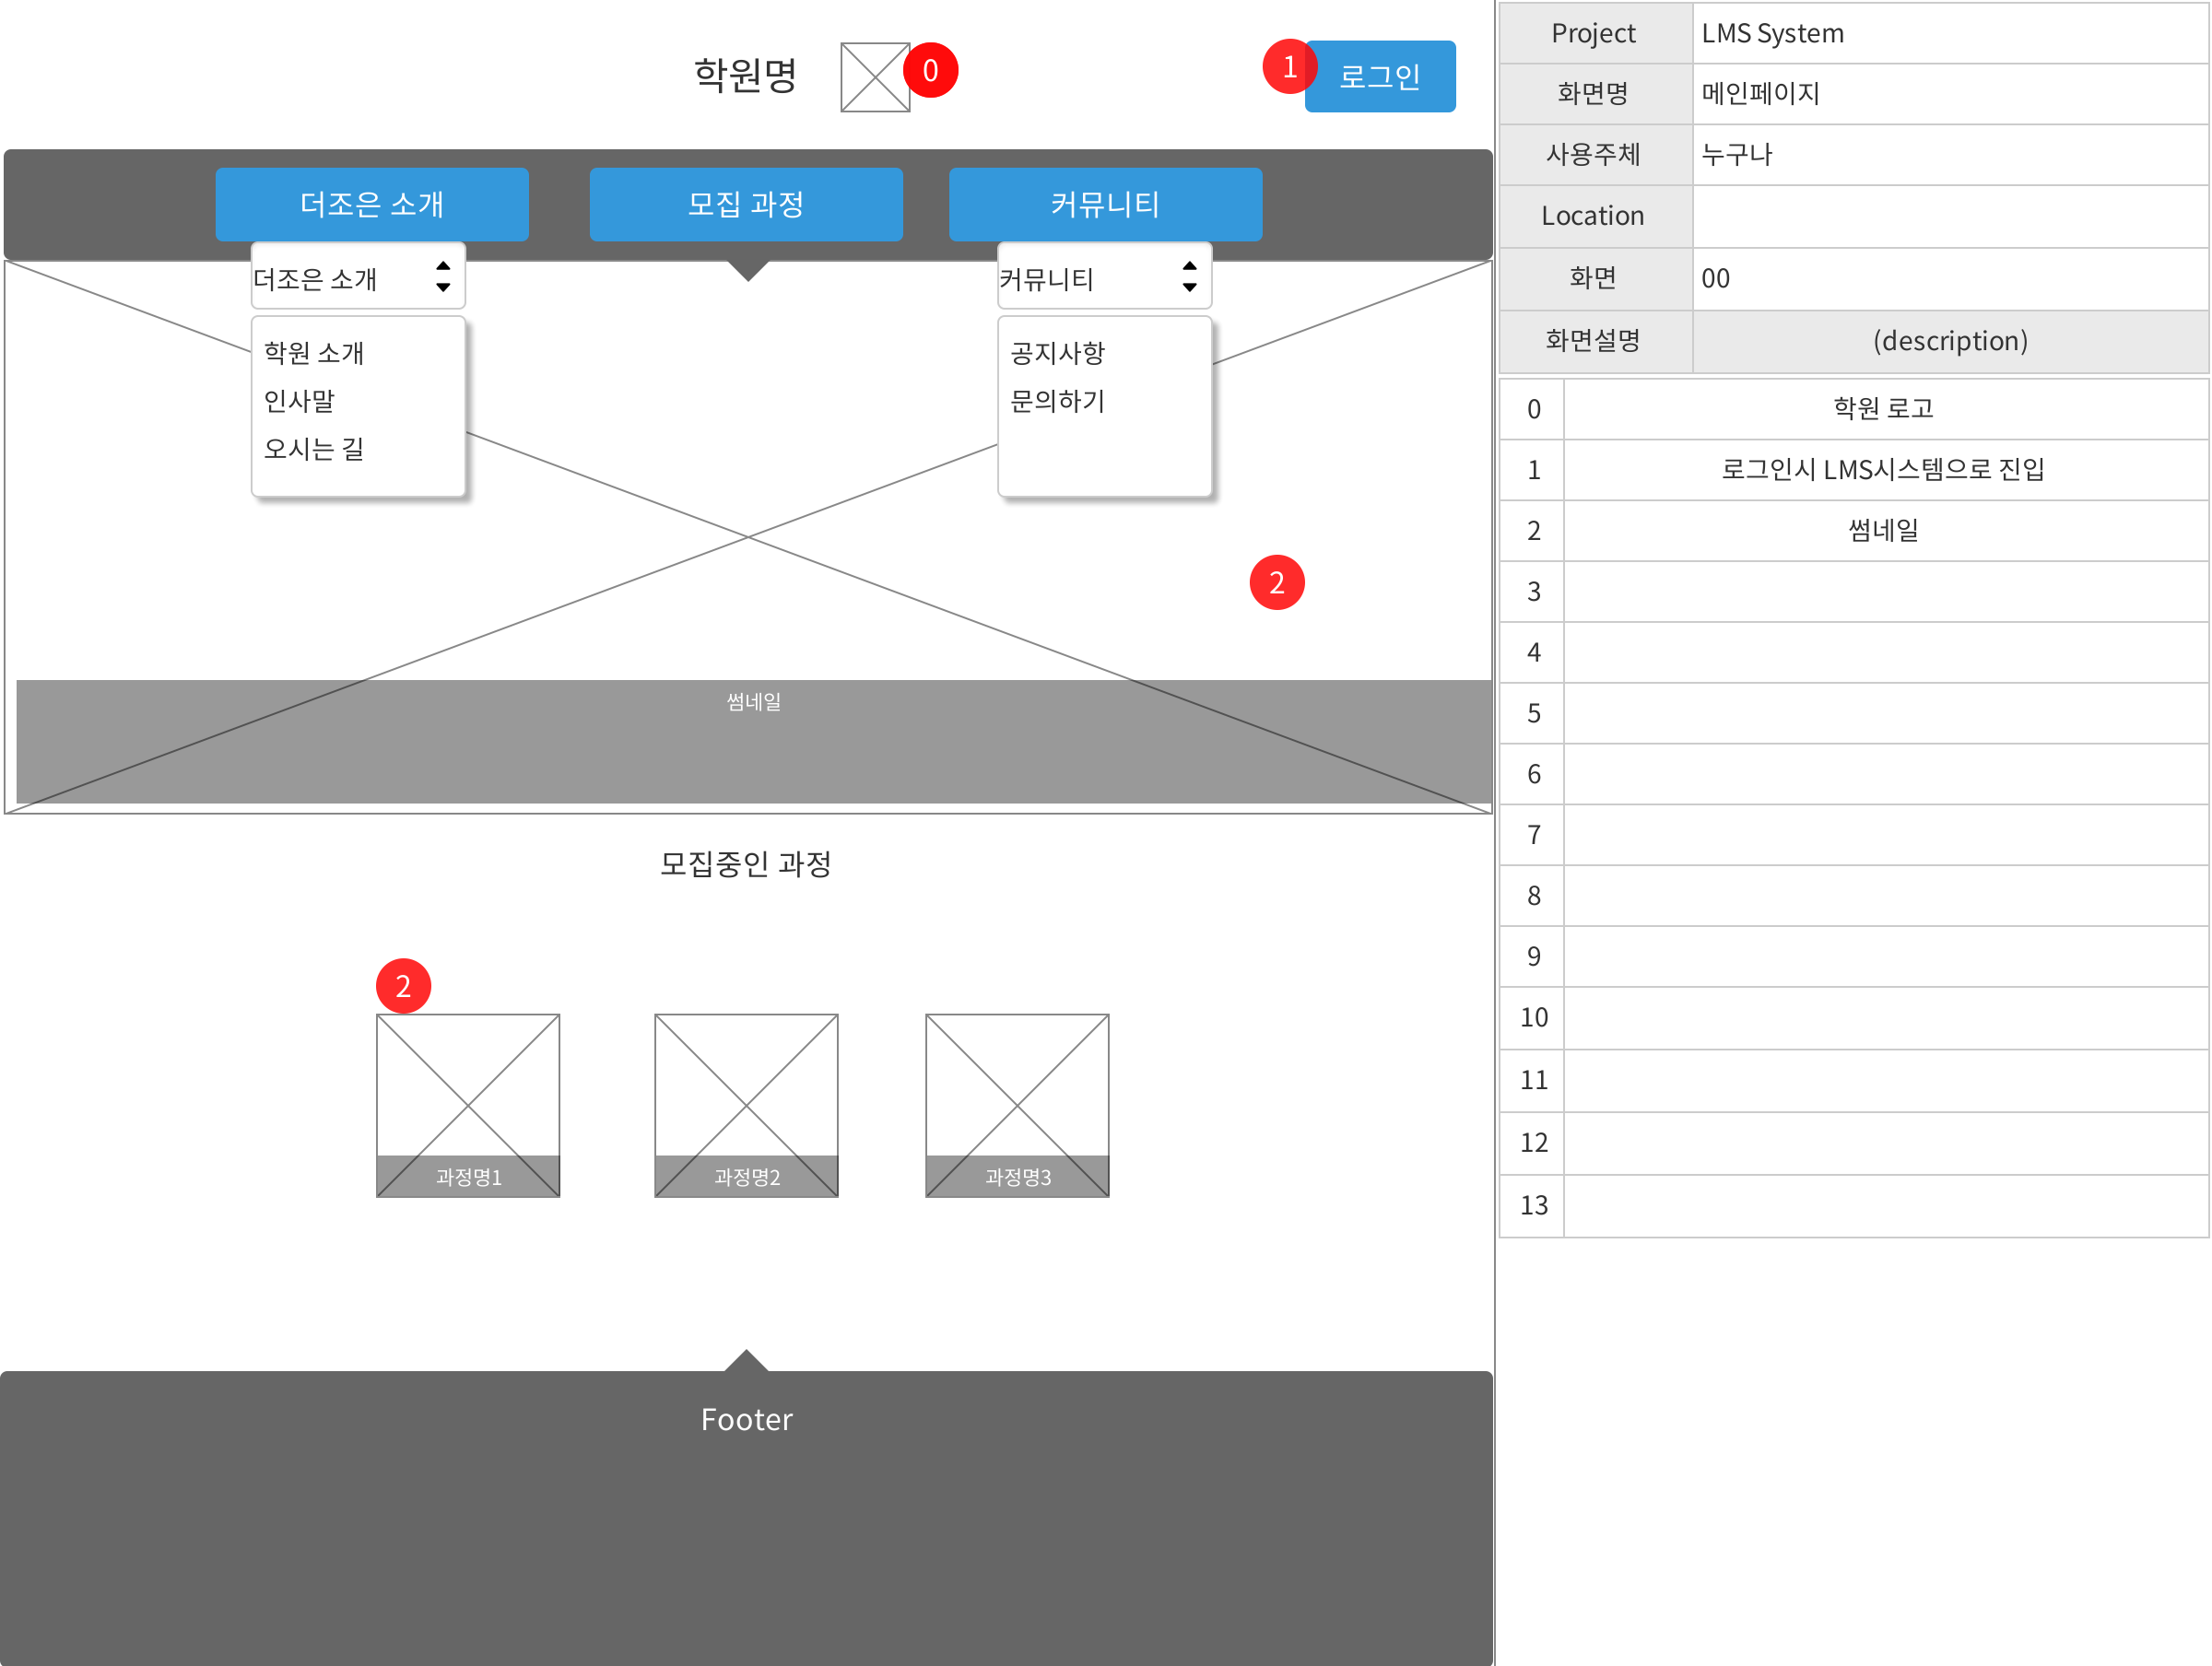 학원명
0
1
로그인
더조은 소개
모집 과정
커뮤니티
더조은 소개
학원 소개
인사말
오시는 길
커뮤니티
공지사항
문의하기
2
썸네일
모집중인 과정
2
과정명1
과정명2
과정명3
Footer
Project LMS System
화면명 메인페이지
사용주체 누구나
Location
화면 00
화면설명 (description)
0 학원 로고
1 로그인시 LMS시스템으로 진입
2 썸네일
3
4
5
6
7
8
9
10
11
12
13